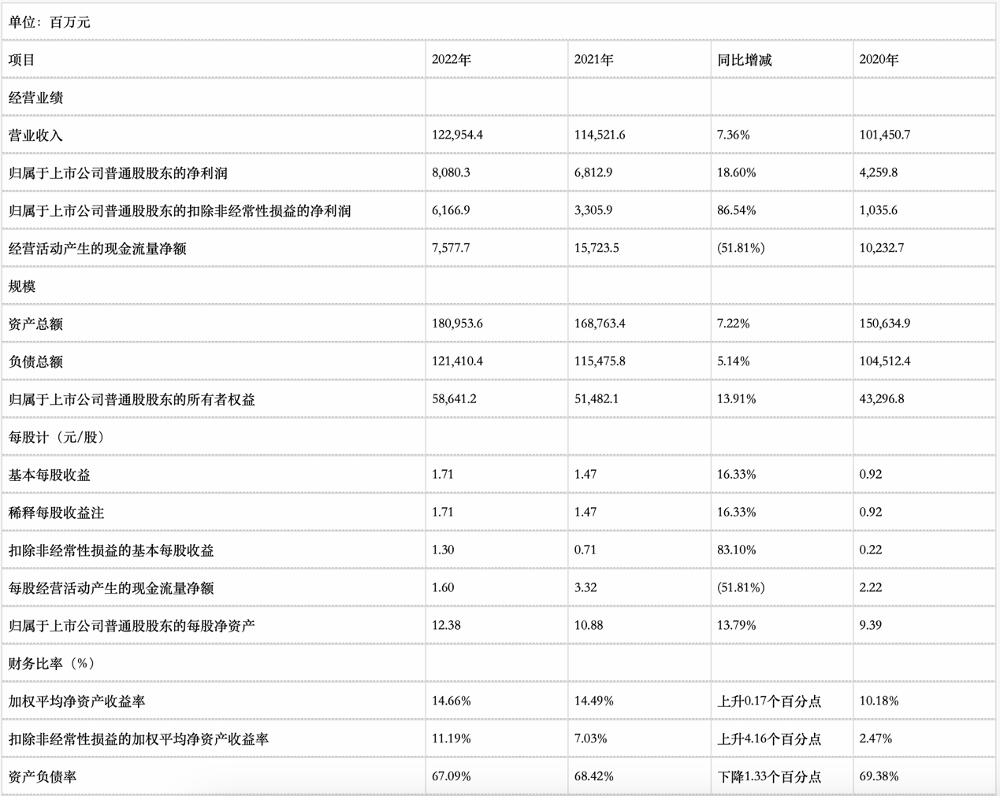 单位：百万元
项目 2022年 2021年 同比增减 2020年
经营业绩
营业收入 122,954.4 114,521.6 7.36% 101,450.7
归属于上市公司普通股股东的净利润 8,080.3 6,812.9 18.60% 4,259.8
归属于上市公司普通股股东的扣除非经常性损益的净利润 6,166.9 3,305.9 86.54% 1,035.6
经营活动产生的现金流量净额 7,577.7 15,723.5 (51.81%) 10,232.7
规模
资产总额 180,953.6 168,763.4 7.22% 150,634.9
负债总额 121,410.4 115,475.8 5.14% 104,512.4
归属于上市公司普通股股东的所有者权益 58,641.2 51,482.1 13.91% 43,296.8
每股计（元/股）
基本每股收益 1.71 1.47 16.33% 0.92
稀释每股收益注 1.71 1.47 16.33% 0.92
扣除非经常性损益的基本每股收益 1.30 0.71 83.10% 0.22
每股经营活动产生的现金流量净额 1.60 3.32 (51.81%) 2.22
归属于上市公司普通股股东的每股净资产 12.38 10.88 13.79% 9.39
财务比率（%）
加权平均净资产收益率 14.66% 14.49% 上升0.17个百分点 10.18%
扣除非经常性损益的加权平均净资产收益率 11.19% 7.03% 上升4.16个百分点 2.47%
资产负债率 67.09% 68.42% 下降1.33个百分点 69.38%